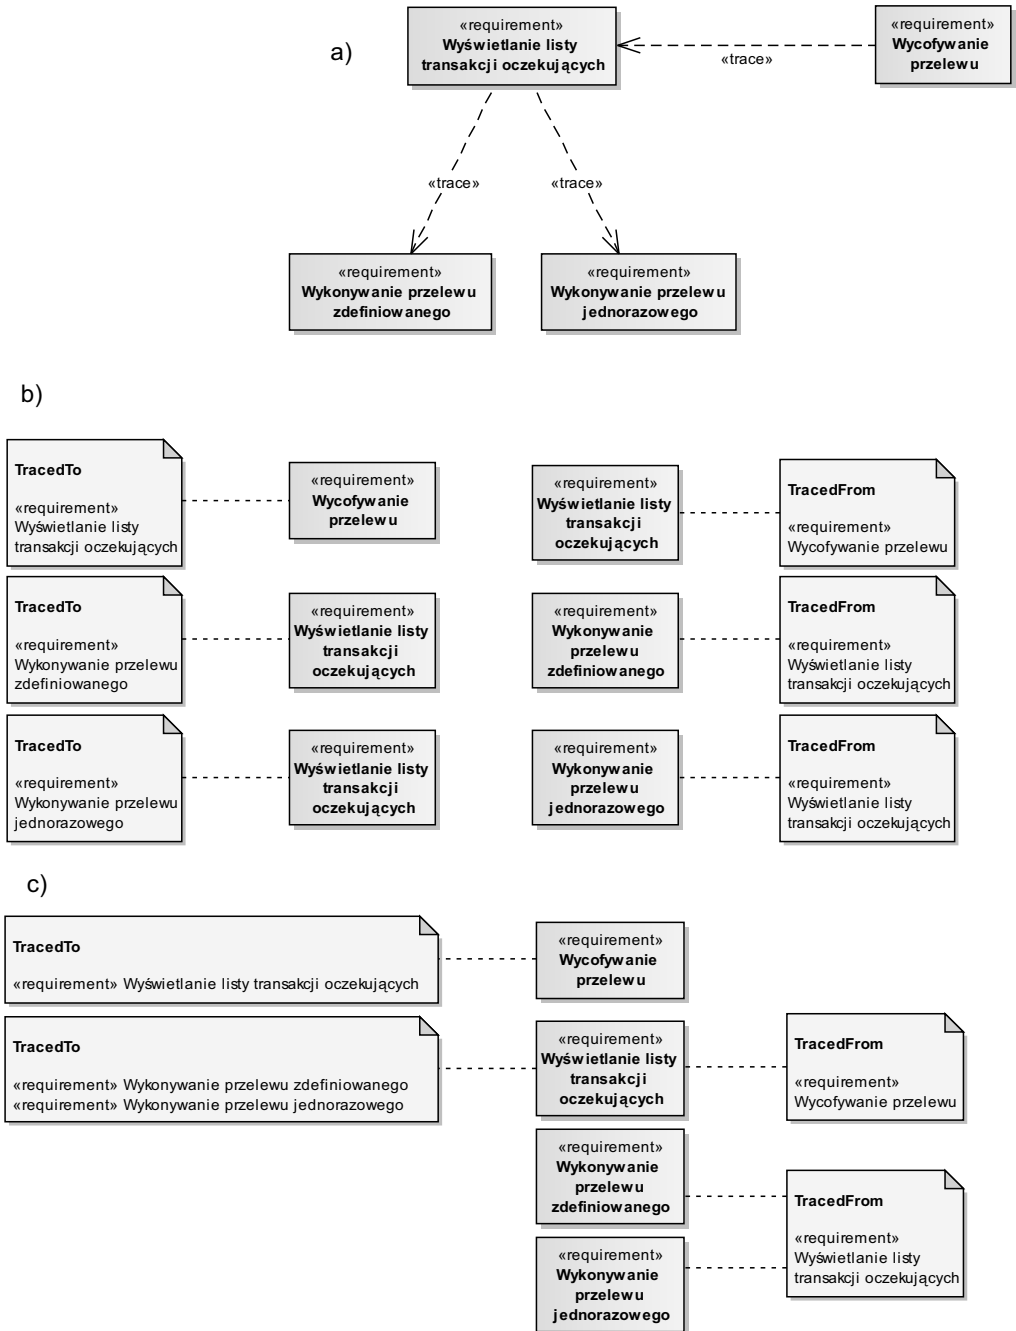 a)
«requirement»
Wyświetlanie listy
transakcji oczekujących
«trace»
«requirement»
Wycofywanie
przelewu
«trace»
«trace»
«requirement»
Wykonywanie przelewu
zdefiniowanego
«requirement»
Wykonywanie przelewu
jednorazowego
b)
TracedTo
«requirement»
Wyświetlanie listy
transakcji oczekujących
«requirement»
Wycofywanie
przelewu
«requirement»
Wyświetlanie listy
transakcji
oczekujących
TracedFrom
«requirement»
Wycofywanie przelewu
TracedTo
«requirement»
Wykonywanie przelewu
zdefiniowanego
«requirement»
Wyświetlanie listy
transakcji
oczekujących
«requirement»
Wykonywanie
przelewu
zdefiniowanego
TracedFrom
«requirement»
Wyświetlanie listy
transakcji oczekujących
TracedTo
«requirement»
Wykonywanie przelewu
jednorazowego
«requirement»
Wyświetlanie listy
transakcji
oczekujących
«requirement»
Wykonywanie
przelewu
jednorazowego
TracedFrom
«requirement»
Wyświetlanie listy
transakcji oczekujących
c)
TracedTo
«requirement» Wyświetlanie listy transakcji oczekujących
«requirement»
Wycofywanie
przelewu
TracedTo
«requirement» Wykonywanie przelewu zdefiniowanego
«requirement» Wykonywanie przelewu jednorazowego
«requirement»
Wyświetlanie listy
transakcji
oczekujących
TracedFrom
«requirement»
Wycofywanie przelewu
«requirement»
Wykonywanie
przelewu
zdefiniowanego
TracedFrom
«requirement»
Wyświetlanie listy
transakcji oczekujących
«requirement»
Wykonywanie
przelewu
jednorazowego